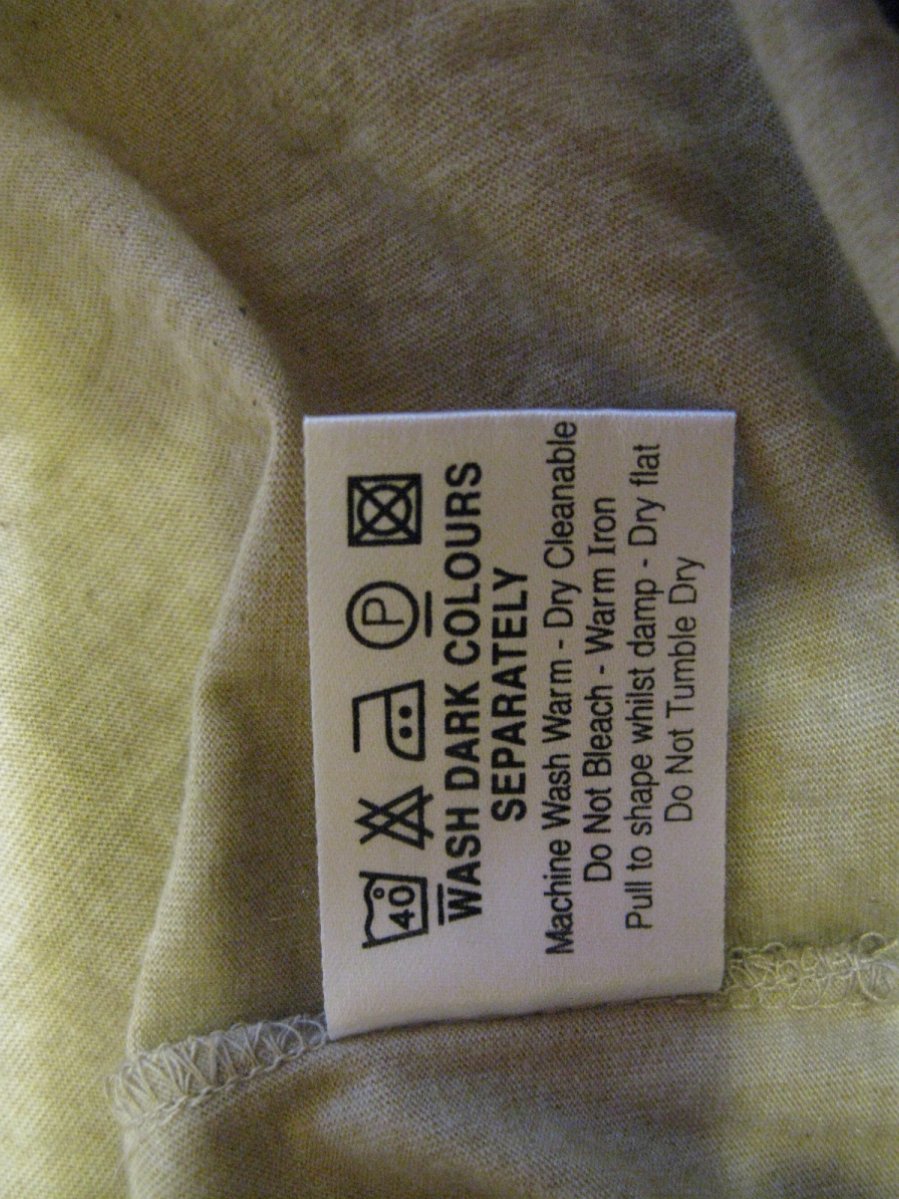 40° P
WASH DARK COLOURS
SEPARATELY
Machine Wash Warm - Dry Cleanable
Do Not Bleach - Warm Iron
Pull to shape whilst damp - Dry flat
Do Not Tumble Dry